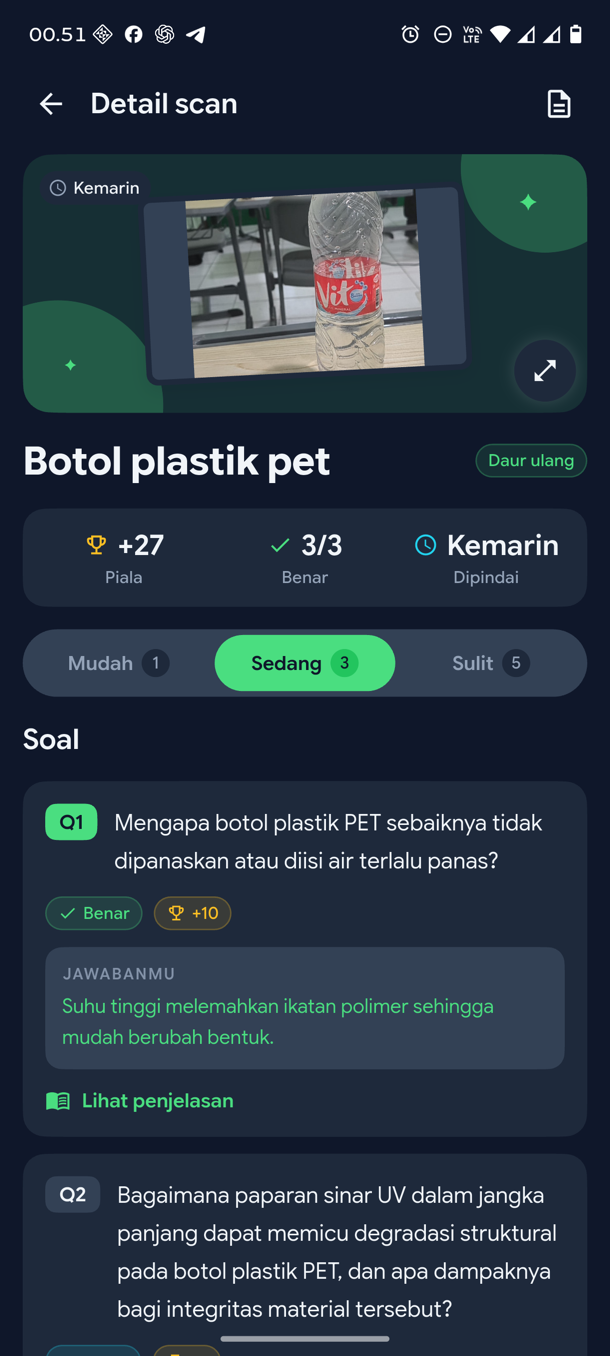 00.51
VoD LTE
Detail scan
Kemarin
Vit
Botol plastik pet
Daur ulang
+27
3/3
Kemarin
Piala
Benar
Dipindai
Mudah 1
Sedang 3
Sulit 5
Soal
Q1
Mengapa botol plastik PET sebaiknya tidak
dipanaskan atau diisi air terlalu panas?
Benar
+10
JAWABANMU
Suhu tinggi melemahkan ikatan polimer sehingga
mudah berubah bentuk.
Lihat penjelasan
Q2
Bagaimana paparan sinar UV dalam jangka
panjang dapat memicu degradasi struktural
pada botol plastik PET, dan apa dampaknya
bagi integritas material tersebut?